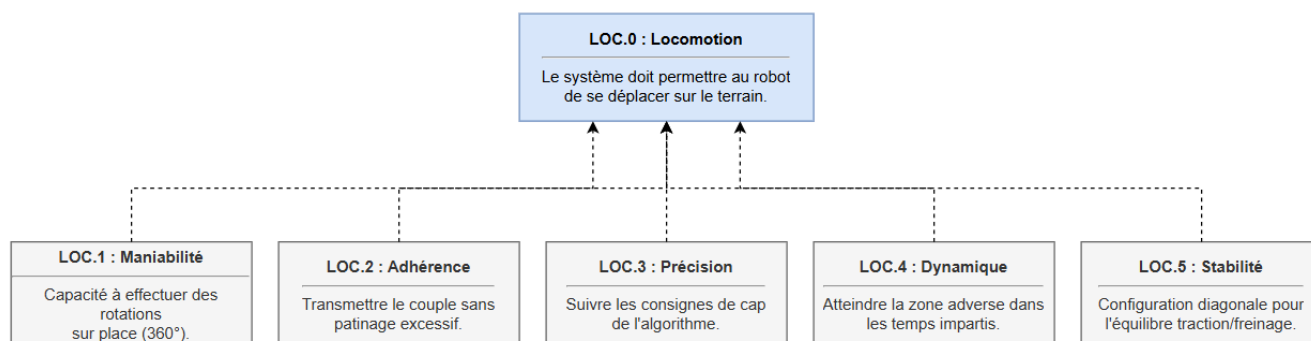 LOC.0 : Locomotion
Le système doit permettre au robot
de se déplacer sur le terrain.
LOC.1 : Maniabilité
Capacité à effectuer des
rotations
sur place (360°).
LOC.2 : Adhérence
Transmettre le couple sans
patinage excessif.
LOC.3 : Précision
Suivre les consignes de cap
de l'algorithme.
LOC.4 : Dynamique
Atteindre la zone adverse dans
les temps impartis.
LOC.5 : Stabilité
Configuration diagonale pour
l'équilibre traction/freinage.